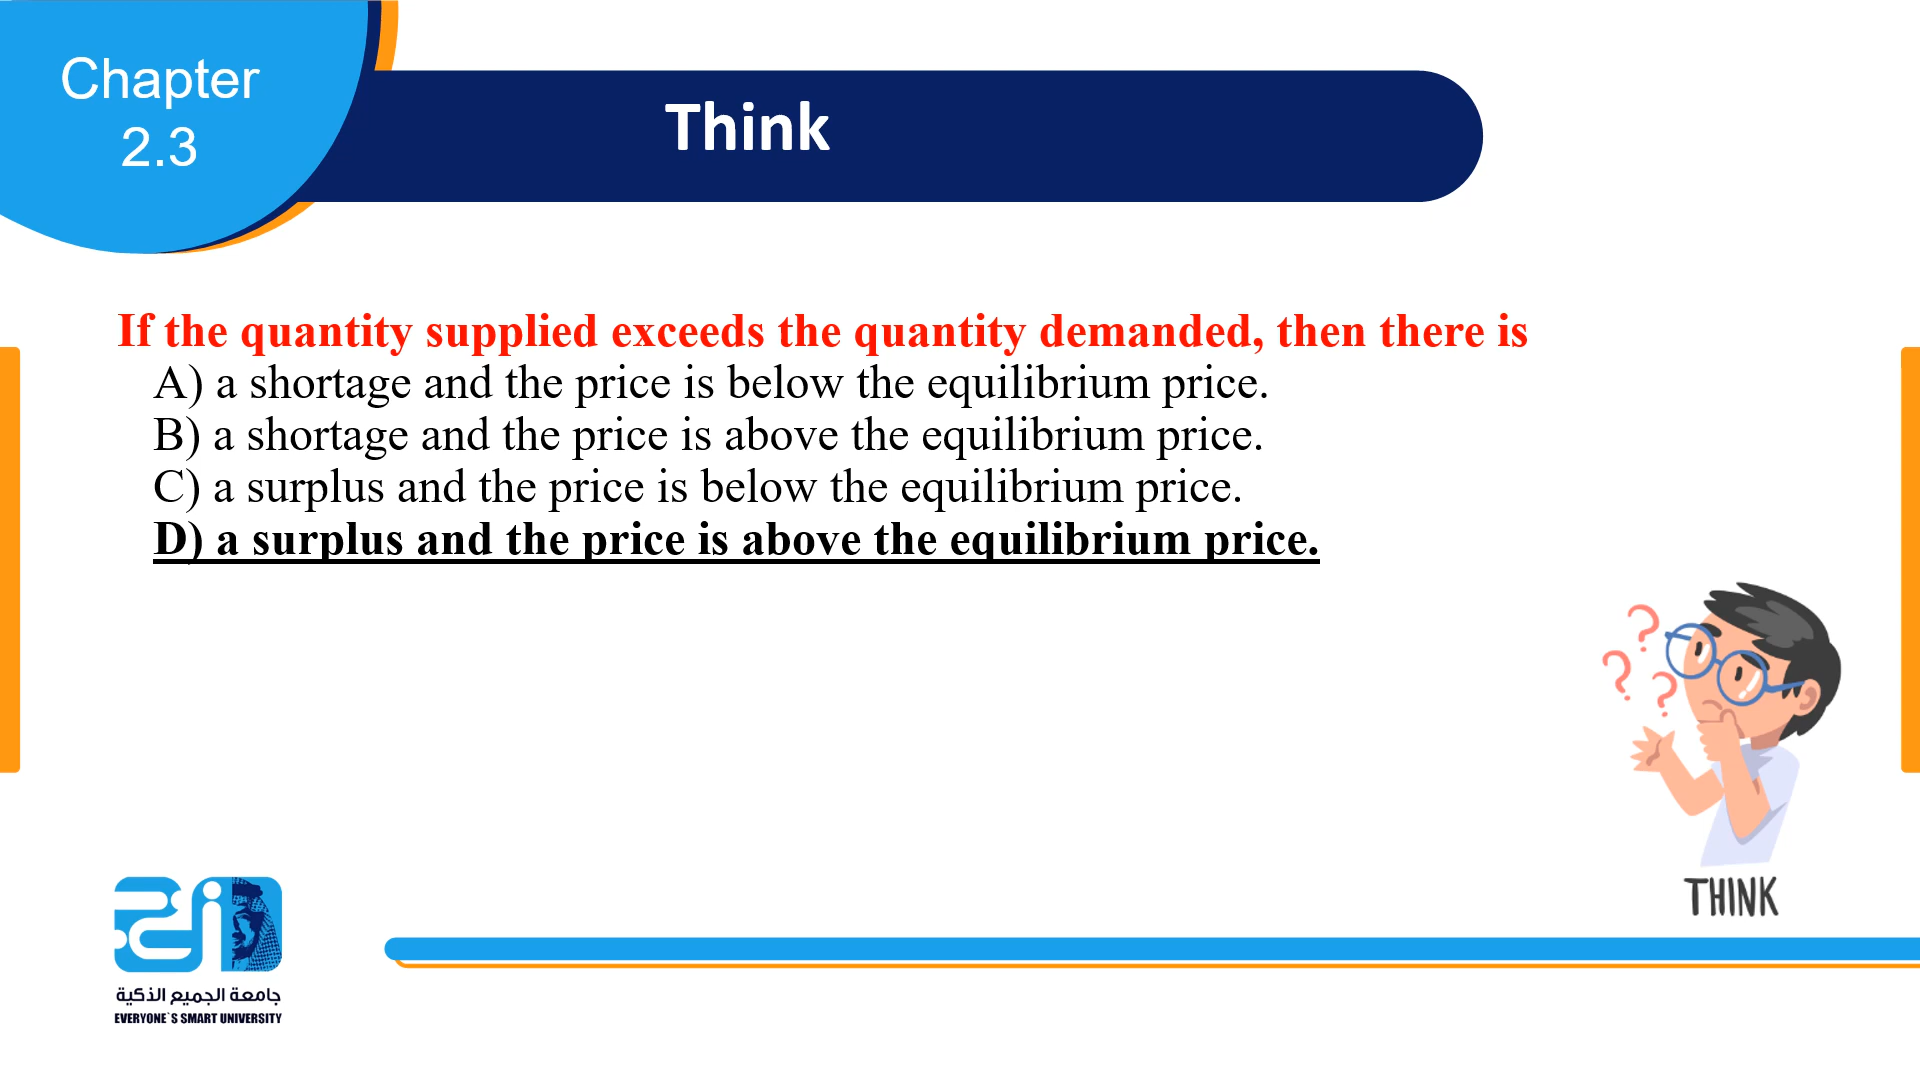 Chapter
2.3
Think
If the quantity supplied exceeds the quantity demanded, then there is
A) a shortage and the price is below the equilibrium price.
B) a shortage and the price is above the equilibrium price.
C) a surplus and the price is below the equilibrium price.
D) a surplus and the price is above the equilibrium price.
? ? ?
THINK
جامعة الجميع الذكية
EVERYONE`S SMART UNIVERSITY